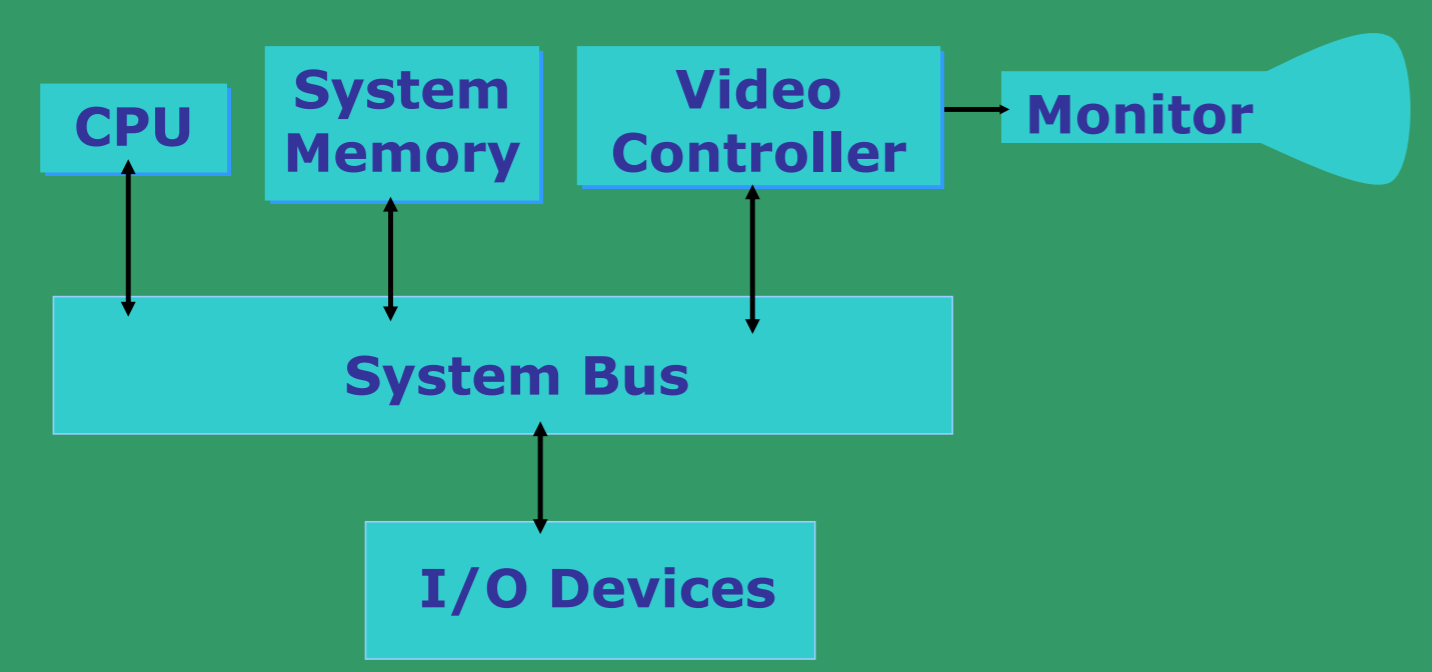 CPU
System
Memory
Video
Controller
Monitor
System Bus
I/O Devices